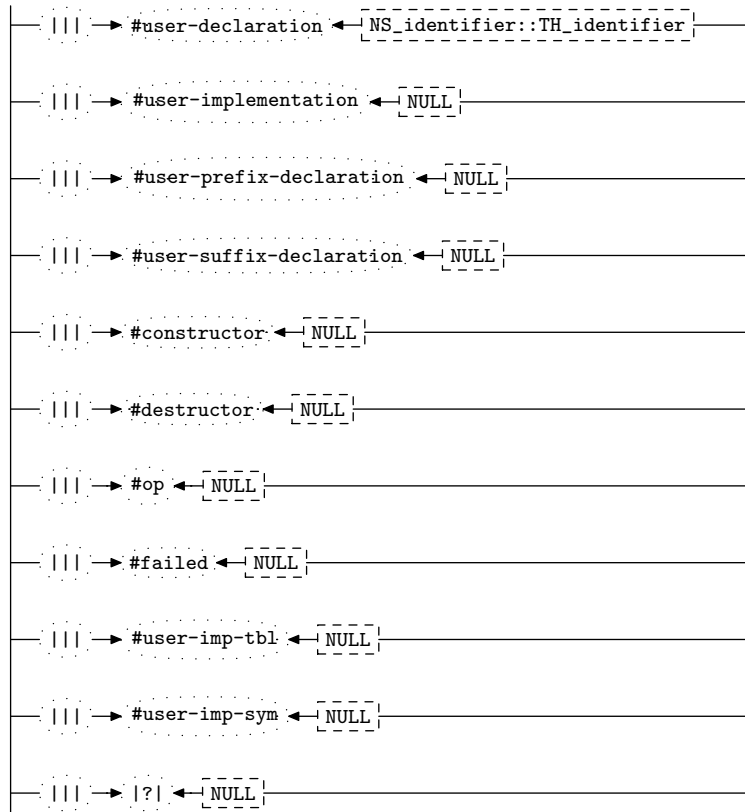 ||| #user-declaration NS_identifier::TH_identifier
||| #user-implementation NULL
||| #user-prefix-declaration NULL
||| #user-suffix-declaration NULL
||| #constructor NULL
||| #destructor NULL
||| #op NULL
||| #failed NULL
||| #user-imp-tbl NULL
||| #user-imp-sym NULL
||| |?| NULL